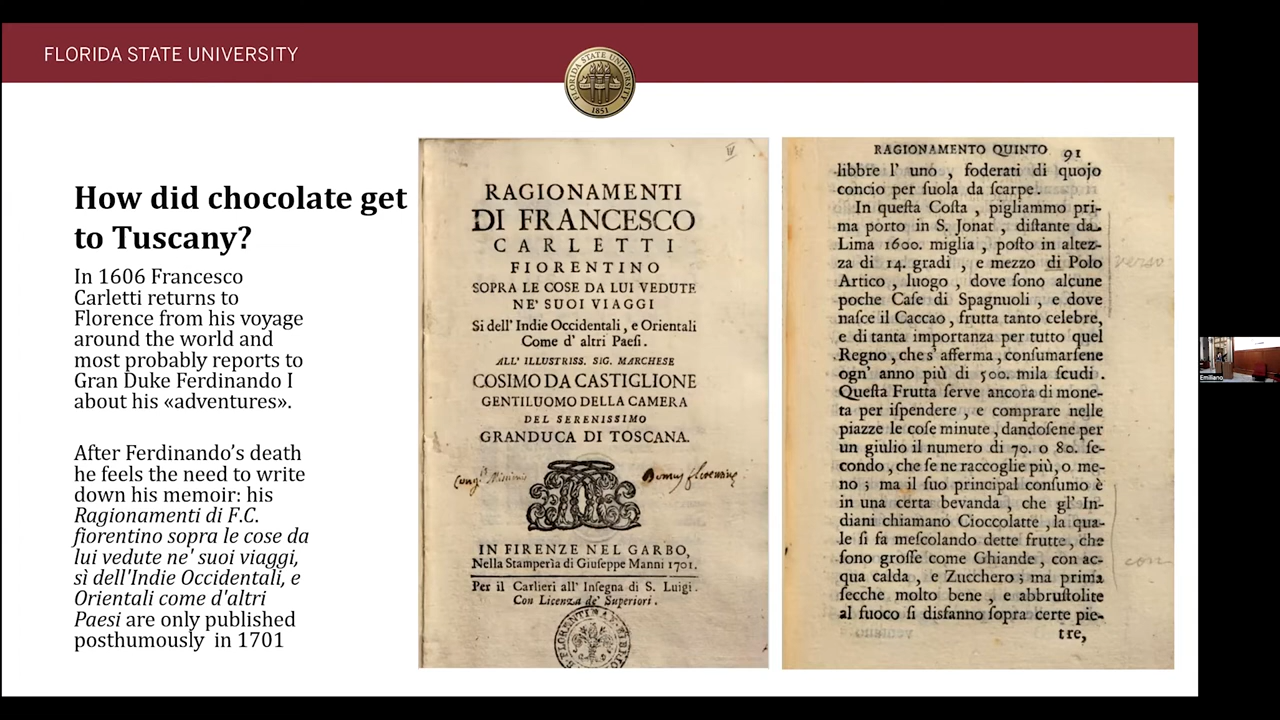 FLORIDA STATE UNIVERSITY
FLORIDA STATE UNIVERSITY
1851
How did chocolate get
to Tuscany?
In 1606 Francesco
Carletti returns to
Florence from his voyage
around the world and
most probably reports to
Gran Duke Ferdinando I
about his «adventures».
After Ferdinando's death
he feels the need to write
down his memoir: his
Ragionamenti di F.C.
fiorentino sopra le cose da
lui vedute ne' suoi viaggi,
sì dell'Indie Occidentali, e
Orientali come d'altri
Paesi are only published
posthumously in 1701
RAGIONAMENTI
DI FRANCESCO
CARLETTI
FIORENTINO
SOPRA LE COSE DA LUI VEDUTE
NE' SUOI VIAGGI
Si dell' Indie Occidentali, e Orientali
Come d' altri Paesi.
ALL' ILLUSTRISS. SIG. MARCHESE
COSIMO DA CASTIGLIONE
GENTILUOMO DELLA CAMERA
DEL SERENISSIMO
GRANDUCA DI TOSCANA.
IN FIRENZE NEL GARBO,
Nella Stamperìa di Giuseppe Manni 1701.
Per il Carlieri all' Insegna di S. Luigi.
Con Licenza de' Superiori.
RAGIONAMENTO QUINTO 91
libbre l' uno, foderati di quojo
concio per suola da scarpe.
In questa Costa, pigliammo pri-
ma porto in S. Jonat, distante da
Lima 1600. miglia, posto in altez-
za di 14. gradi, e mezzo di Polo
Artico, luogo, dove sono alcune
poche Case di Spagnuoli, e dove
nasce il Caccao, frutta tanto celebre,
e di tanta importanza per tutto quel
Regno, che s' afferma, consumarsene
ogn' anno più di 500. mila scudi.
Questa Frutta serve ancora di mone-
ta per ispendere, e comprare nelle
piazze le cose minute, dandosene per
un giulio il numero di 70. o 80. se-
condo, che se ne raccoglie più, o me-
no; ma il suo principal consumo è
in una certa bevanda, che gl' In-
diani chiamano Cioccolatte, la qua-
le si fa mescolando dette frutte, che
sono grosse come Ghiande, con ac-
qua calda, e Zucchero; ma prima
secche molto bene, e abbrustolite
al fuoco si disfanno sopra certe pie-
tre,
verso
con
Emiliano